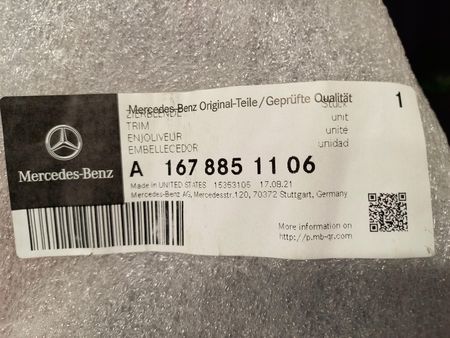 Mercedes-Benz Original-Teile/Geprüfte Qualität
ZIERBLENDE Stück 1
TRIM unit
ENJOLIVEUR unité
EMBELLECEDOR unidad
Mercedes-Benz
A 167 885 11 06
Made in UNITED STATES 15353105 17.08.21
Mercedes-Benz AG, Mercedesstr.120, 70372 Stuttgart, Germany
More information on
http://p.mb-qr.com